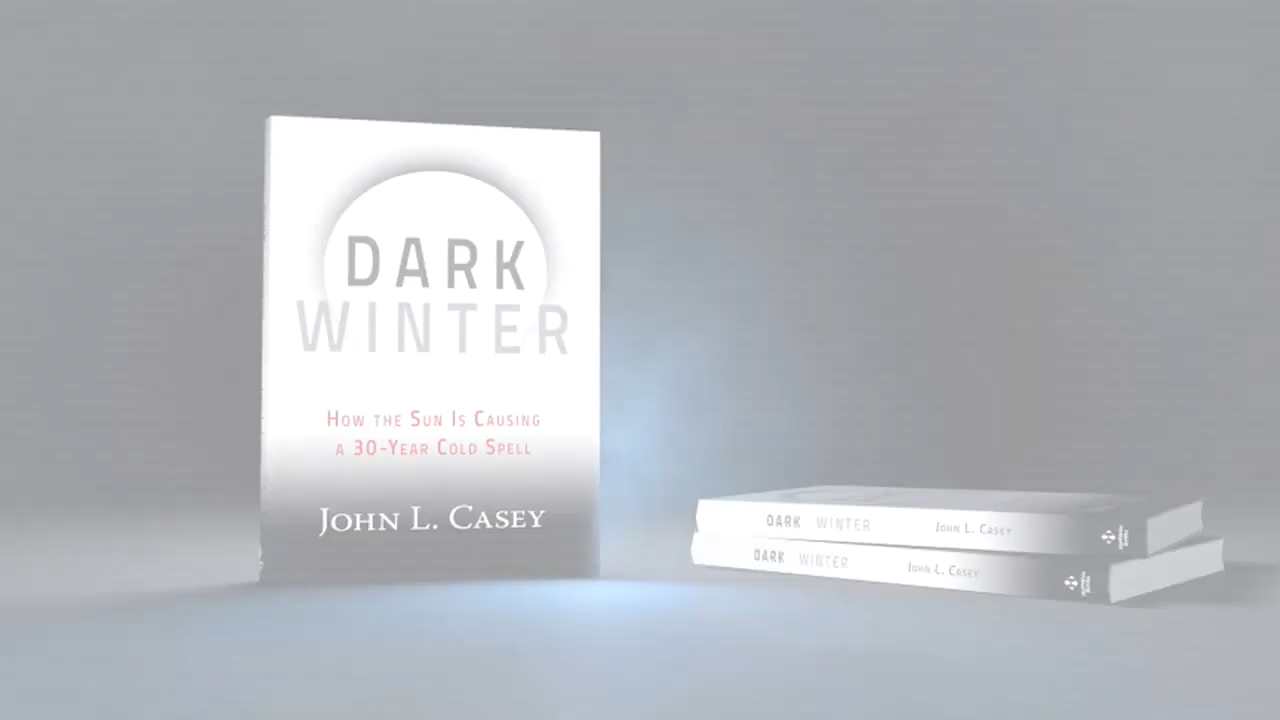 DARK
WINTER
How the Sun Is Causing
a 30-Year Cold Spell
John L. Casey
DARK WINTER John L. Casey
DARK WINTER John L. Casey